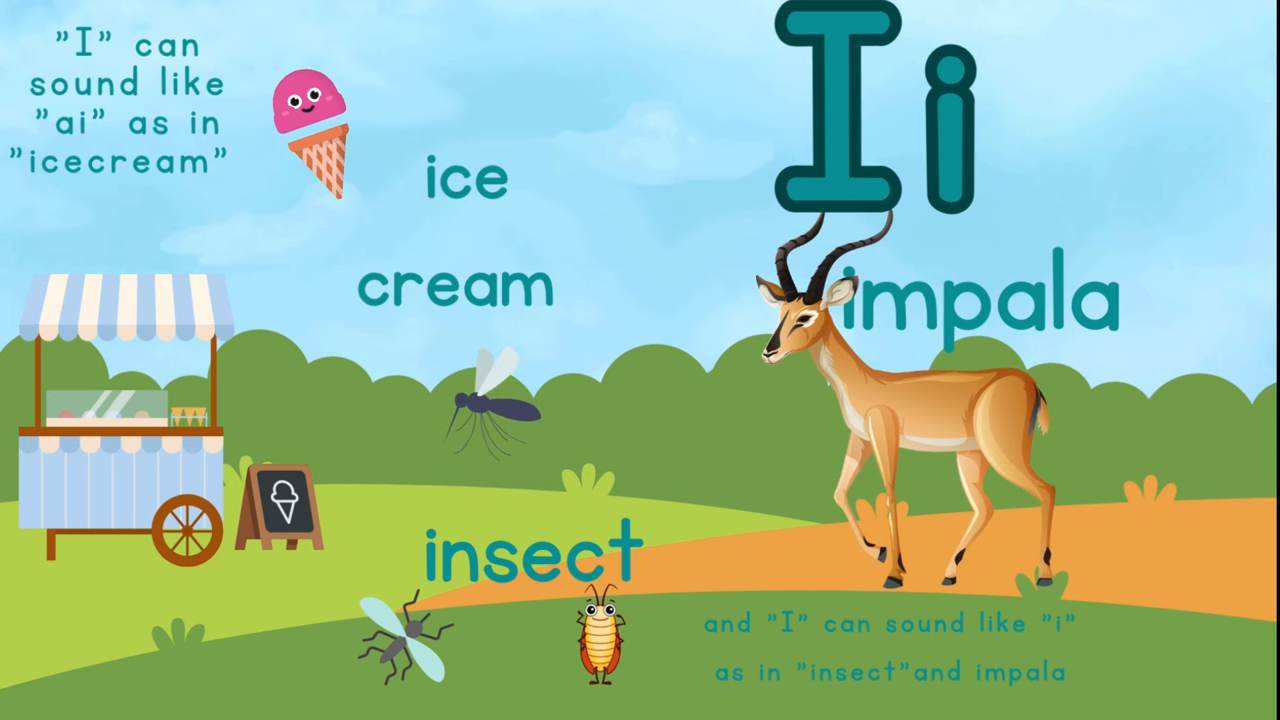 "I" can
sound like
"ai" as in
"icecream"
ice
cream
Ii
impala
insect
and "I" can sound like "i"
as in "insect"and impala